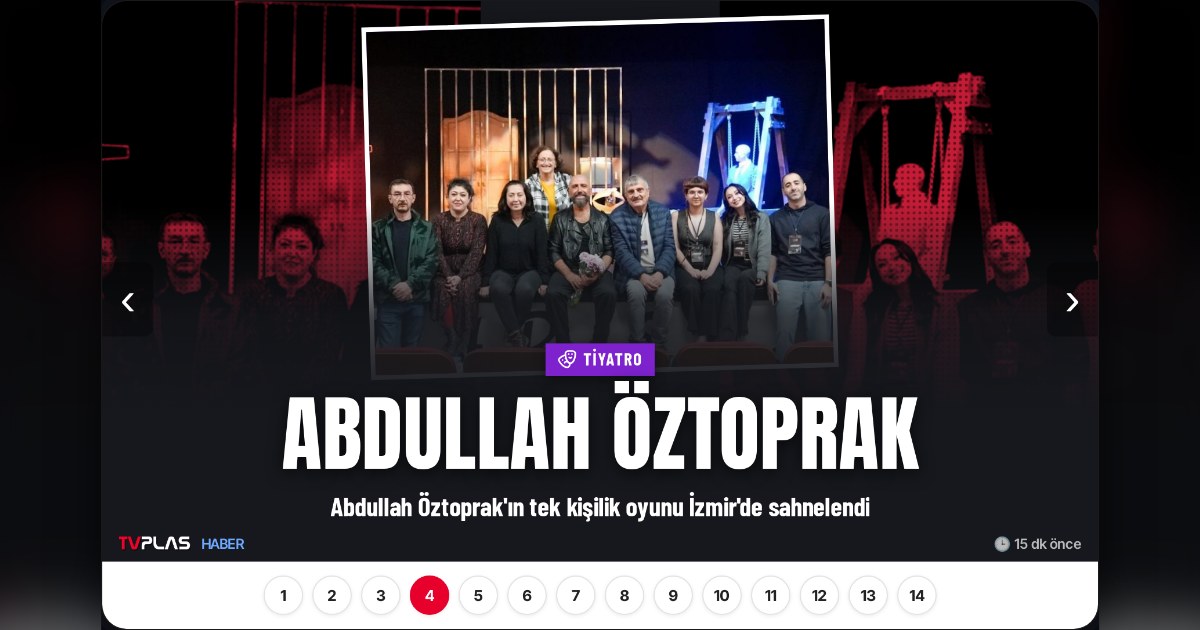 TİYATRO
ABDULLAH ÖZTOPRAK
Abdullah Öztoprak'ın tek kişilik oyunu İzmir'de sahnelendi
TVPLAS HABER
15 dk önce
1 2 3 4 5 6 7 8 9 10 11 12 13 14